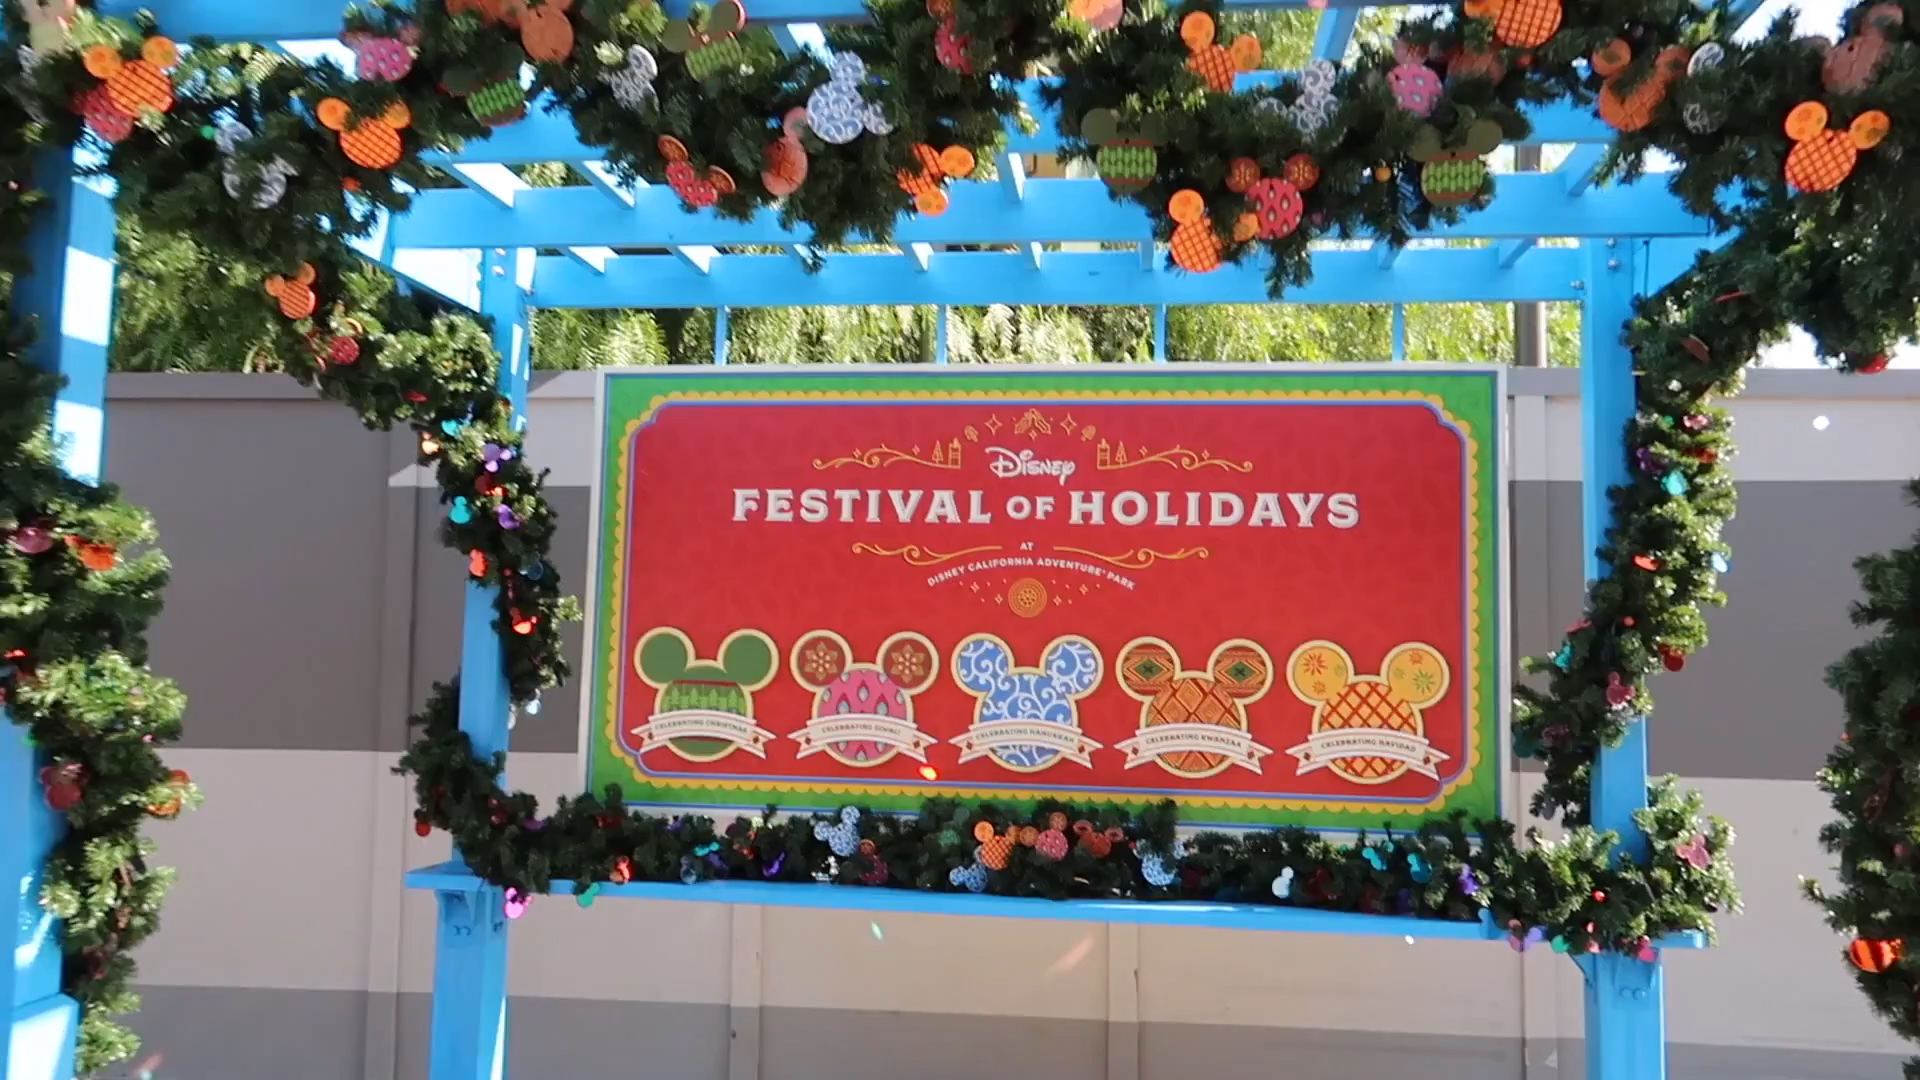 Disney
FESTIVAL OF HOLIDAYS
AT
DISNEY CALIFORNIA ADVENTURE® PARK
CELEBRATING CHRISTMAS
CELEBRATING DIWALI
CELEBRATING HANUKKAH
CELEBRATING KWANZAA
CELEBRATING NAVIDAD